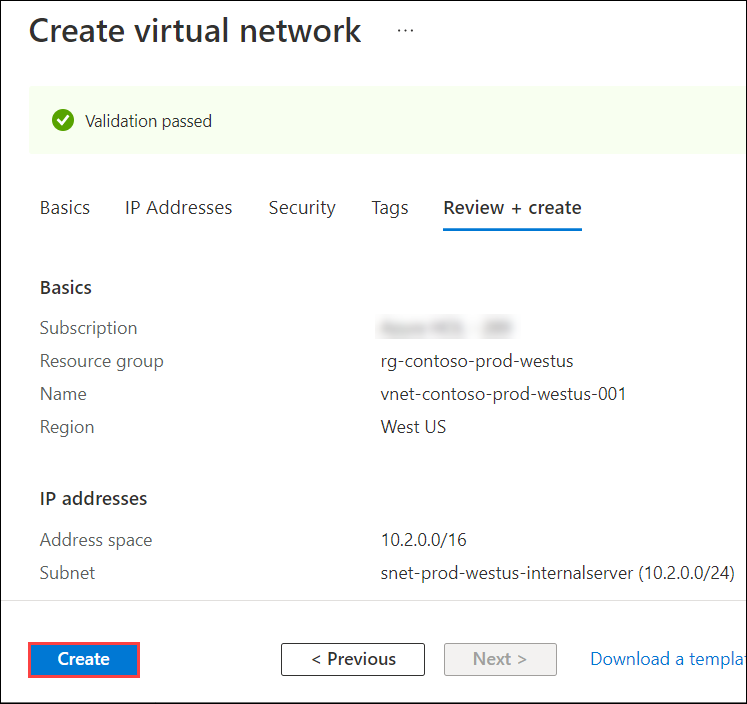 Create virtual network ...
Validation passed
Basics IP Addresses Security Tags Review + create
Basics
Subscription
Resource group rg-contoso-prod-westus
Name vnet-contoso-prod-westus-001
Region West US
IP addresses
Address space 10.2.0.0/16
Subnet snet-prod-westus-internalserver (10.2.0.0/24)
Create < Previous Next > Download a templat